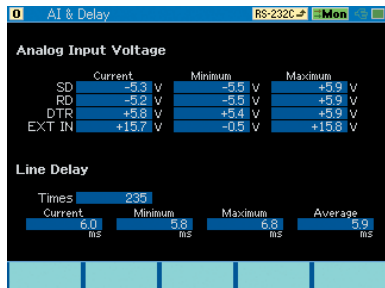 0 AI & Delay RS-232C Mon
Analog Input Voltage
Current Minimum Maximum
SD -5.3 V -5.5 V +5.9 V
RD -5.2 V -5.5 V +5.9 V
DTR +5.8 V +5.4 V +5.9 V
EXT IN +15.7 V -0.5 V +15.8 V
Line Delay
Times 235
Current Minimum Maximum Average
6.0 5.8 6.8 5.9
ms ms ms ms